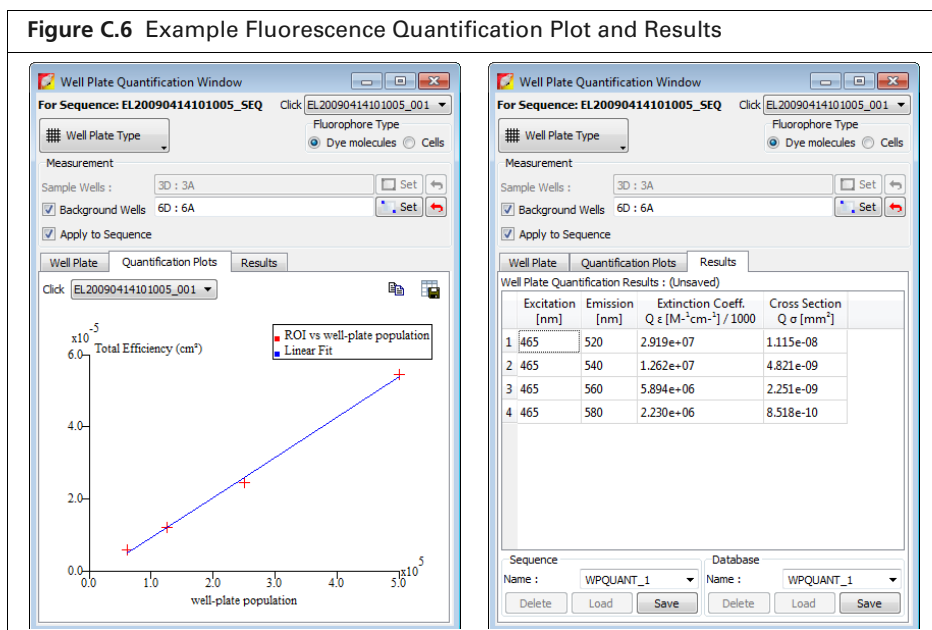 Figure C.6 Example Fluorescence Quantification Plot and Results
Well Plate Quantification Window
For Sequence: EL20090414101005_SEQ Click EL20090414101005_001
Well Plate Type
Fluorophore Type
Dye molecules Cells
Measurement
Sample Wells : 3D : 3A Set
Background Wells 6D : 6A Set
Apply to Sequence
Well Plate Quantification Plots Results
Click EL20090414101005_001
x10⁻⁵
Total Efficiency (cm²)
ROI vs well-plate population
Linear Fit
6.0
4.0
2.0
0.0
0.0 1.0 2.0 3.0 4.0 5.0 x10⁵
well-plate population
Well Plate Quantification Window
For Sequence: EL20090414101005_SEQ Click EL20090414101005_001
Well Plate Type
Fluorophore Type
Dye molecules Cells
Measurement
Sample Wells : 3D : 3A Set
Background Wells 6D : 6A Set
Apply to Sequence
Well Plate Quantification Plots Results
Well Plate Quantification Results : (Unsaved)
Excitation Emission Extinction Coeff. Cross Section
[nm] [nm] Q ε [M-¹cm-¹] / 1000 Q σ [mm²]
1 465 520 2.919e+07 1.115e-08
2 465 540 1.262e+07 4.821e-09
3 465 560 5.894e+06 2.251e-09
4 465 580 2.230e+06 8.518e-10
Sequence Database
Name : WPQUANT_1 Name : WPQUANT_1
Delete Load Save Delete Load Save